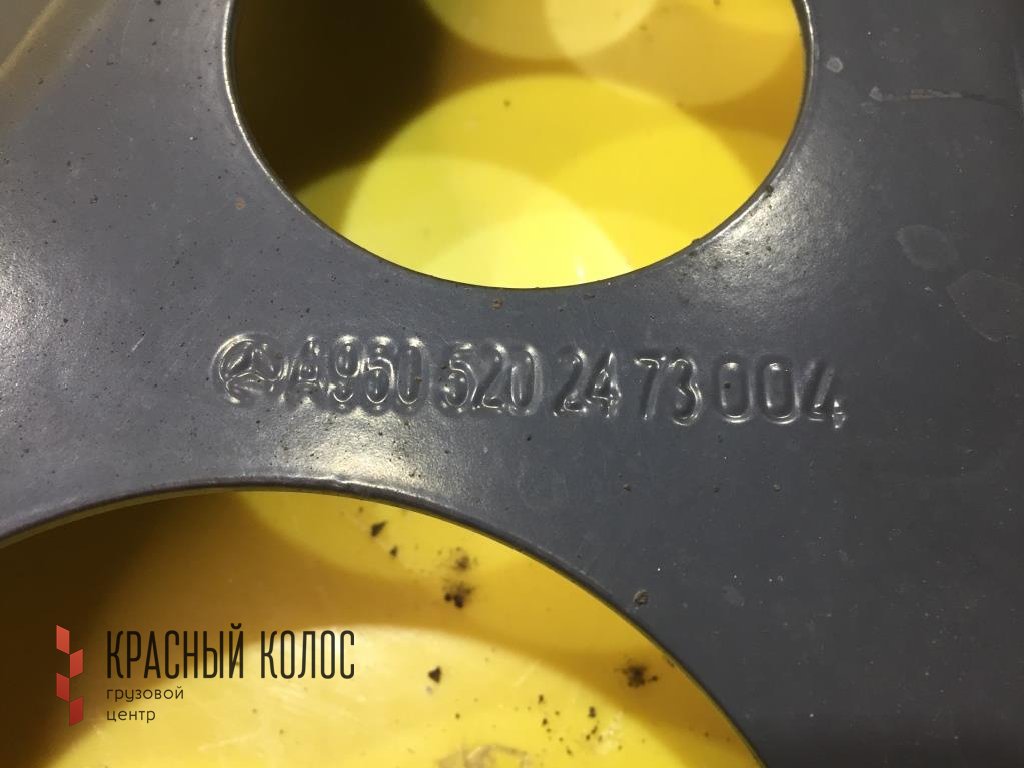 A950 520 24 73 004
КРАСНЫЙ КОЛОС
грузовой
центр